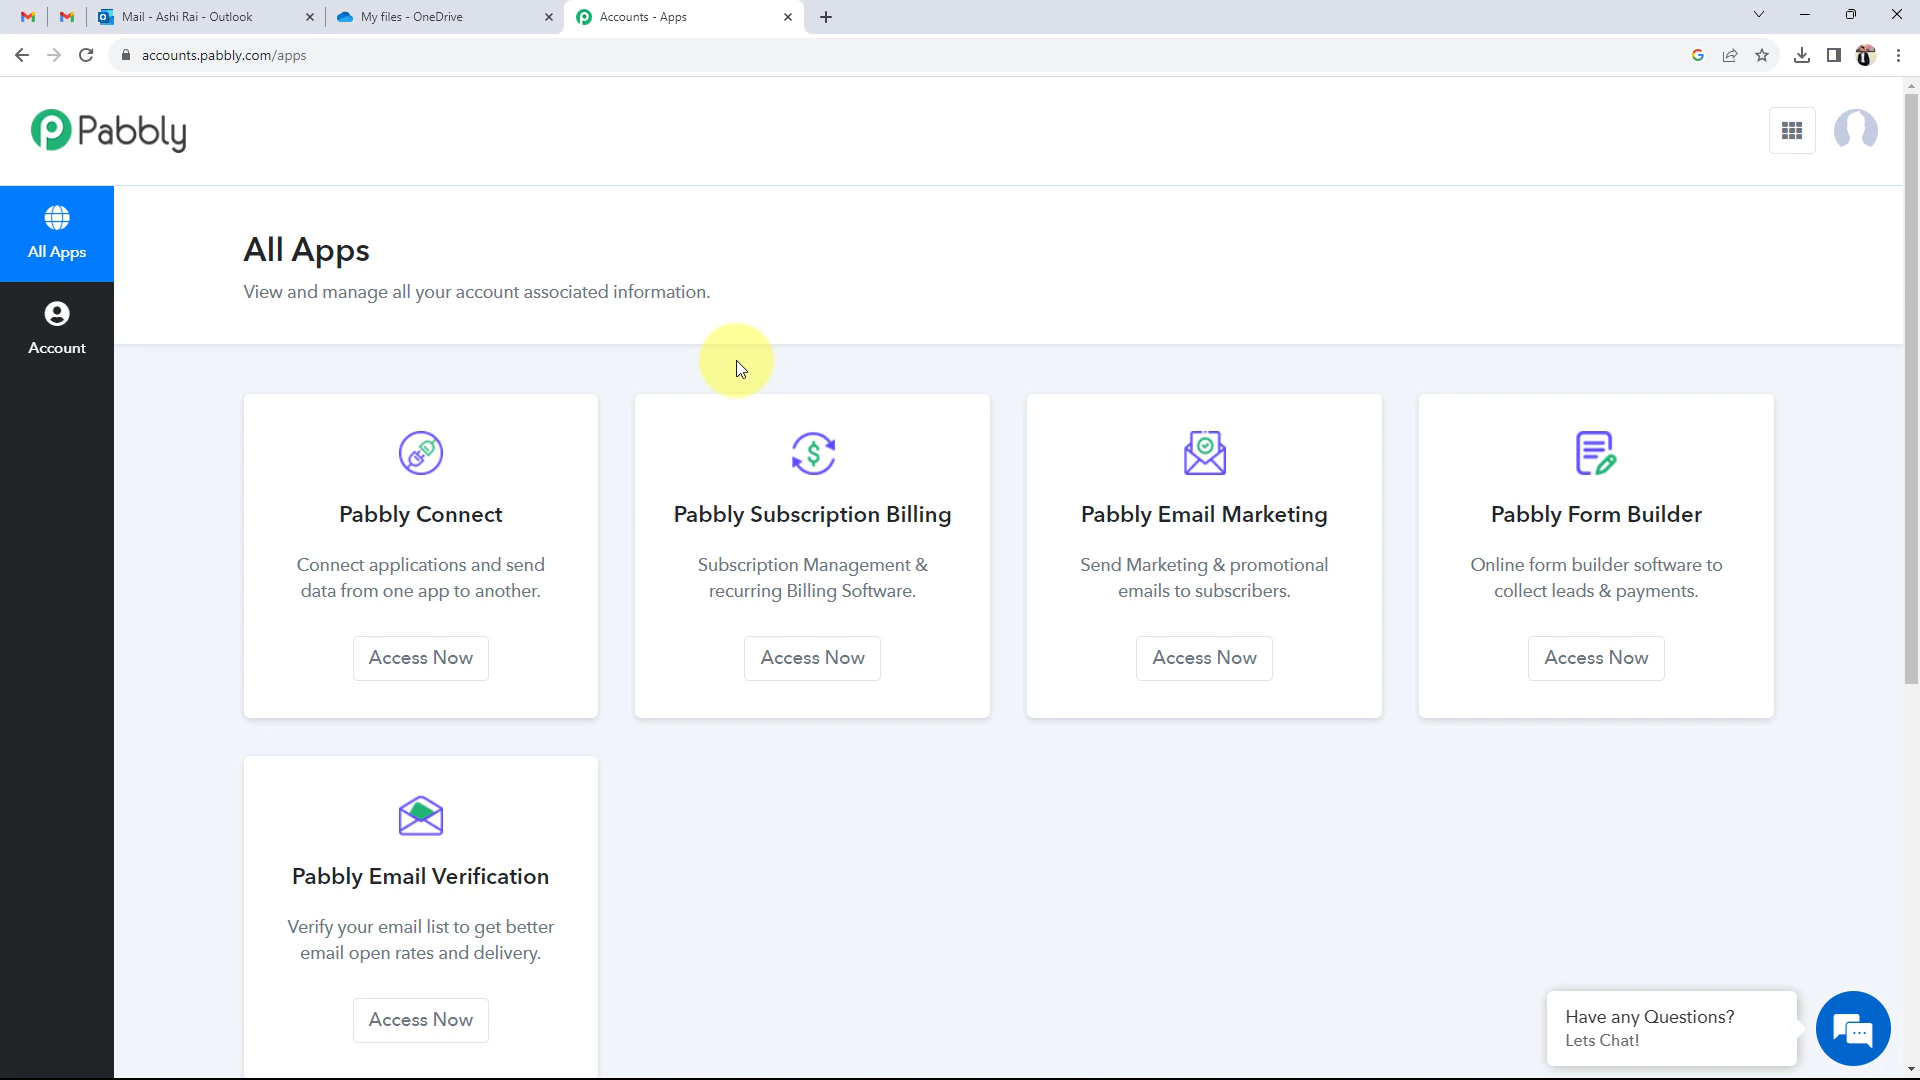 Mail - Ashi Rai - Outlook
My files - OneDrive
Accounts - Apps
accounts.pabbly.com/apps
Pabbly
All Apps
Account
All Apps
View and manage all your account associated information.
Pabbly Connect
Connect applications and send
data from one app to another.
Access Now
Pabbly Subscription Billing
Subscription Management &
recurring Billing Software.
Access Now
Pabbly Email Marketing
Send Marketing & promotional
emails to subscribers.
Access Now
Pabbly Form Builder
Online form builder software to
collect leads & payments.
Access Now
Pabbly Email Verification
Verify your email list to get better
email open rates and delivery.
Access Now
Have any Questions?
Lets Chat!